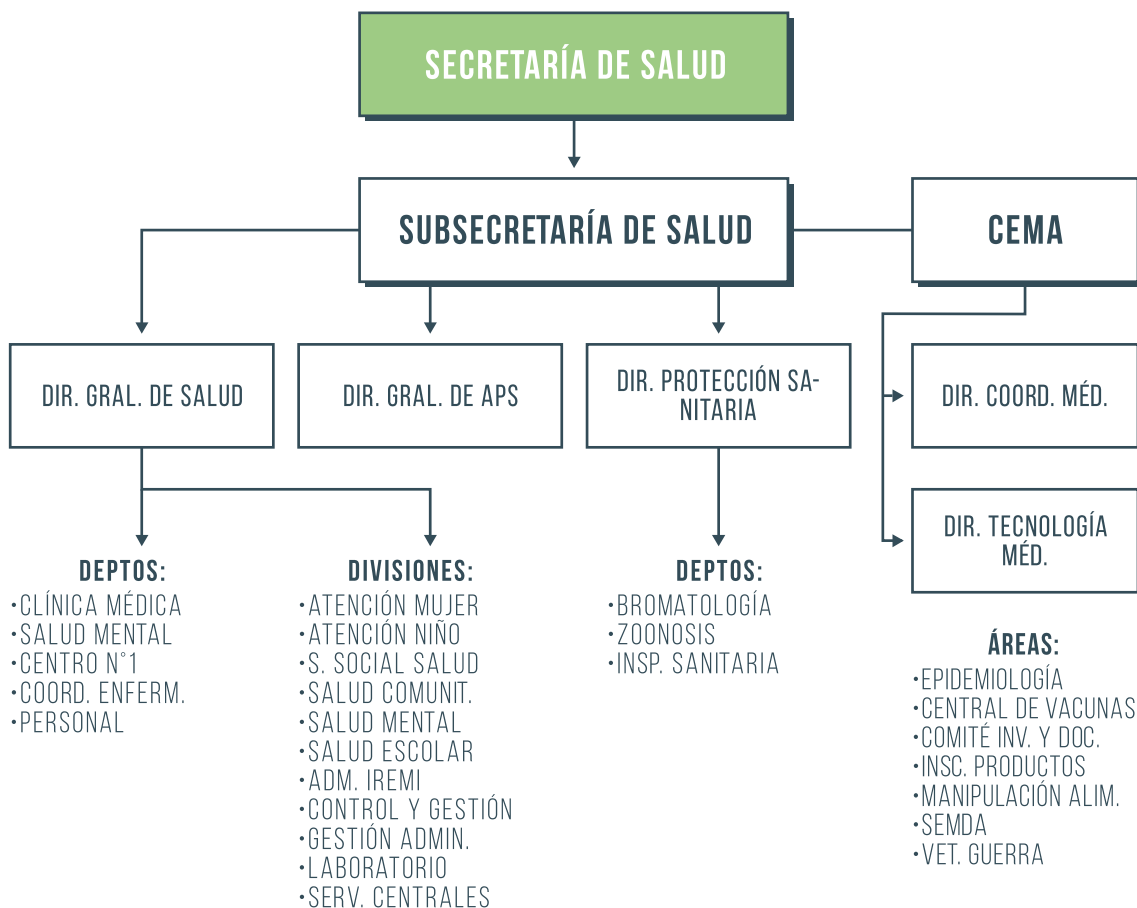 SECRETARÍA DE SALUD
SUBSECRETARÍA DE SALUD
CEMA
DIR. GRAL. DE SALUD
DIR. GRAL. DE APS
DIR. PROTECCIÓN SA-
NITARIA
DIR. COORD. MÉD.
DIR. TECNOLOGÍA
MÉD.
DEPTOS:
•CLÍNICA MÉDICA
•SALUD MENTAL
•CENTRO N°1
•COORD. ENFERM.
•PERSONAL
DIVISIONES:
•ATENCIÓN MUJER
•ATENCIÓN NIÑO
•S. SOCIAL SALUD
•SALUD COMUNIT.
•SALUD MENTAL
•SALUD ESCOLAR
•ADM. IREMI
•CONTROL Y GESTIÓN
•GESTIÓN ADMIN.
•LABORATORIO
•SERV. CENTRALES
DEPTOS:
•BROMATOLOGÍA
•ZOONOSIS
•INSP. SANITARIA
ÁREAS:
•EPIDEMIOLOGÍA
•CENTRAL DE VACUNAS
•COMITÉ INV. Y DOC.
•INSC. PRODUCTOS
•MANIPULACIÓN ALIM.
•SEMDA
•VET. GUERRA